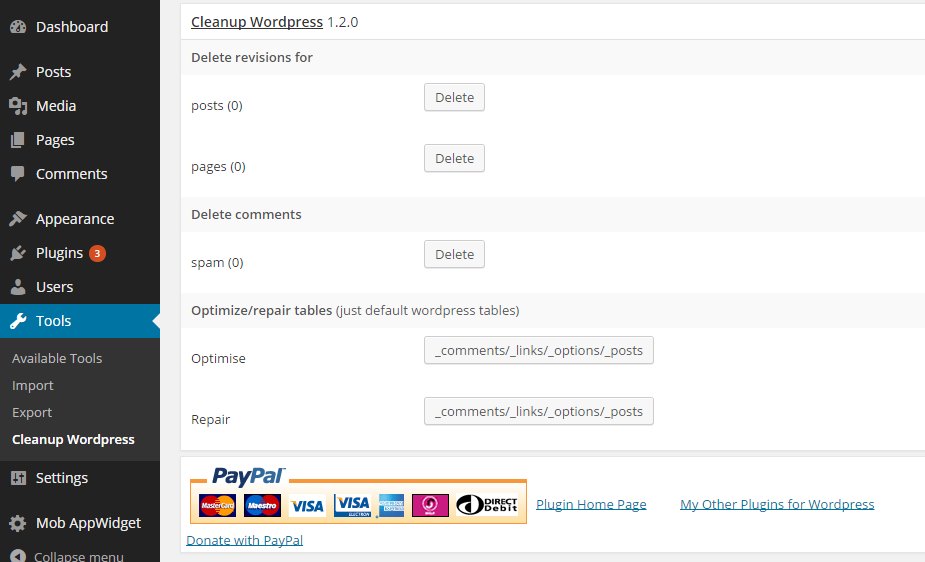 Dashboard
Posts
Media
Pages
Comments
Appearance
Plugins 3
Users
Tools
Available Tools
Import
Export
Cleanup Wordpress
Settings
Mob AppWidget
Collapse menu
Cleanup Wordpress 1.2.0
Delete revisions for
posts (0) Delete
pages (0) Delete
Delete comments
spam (0) Delete
Optimize/repair tables (just default wordpress tables)
Optimise _comments/_links/_options/_posts
Repair _comments/_links/_options/_posts
PayPal
MasterCard Maestro VISA VISA ELECTRON AMERICAN EXPRESS DIRECT Debit
Plugin Home Page My Other Plugins for Wordpress
Donate with PayPal